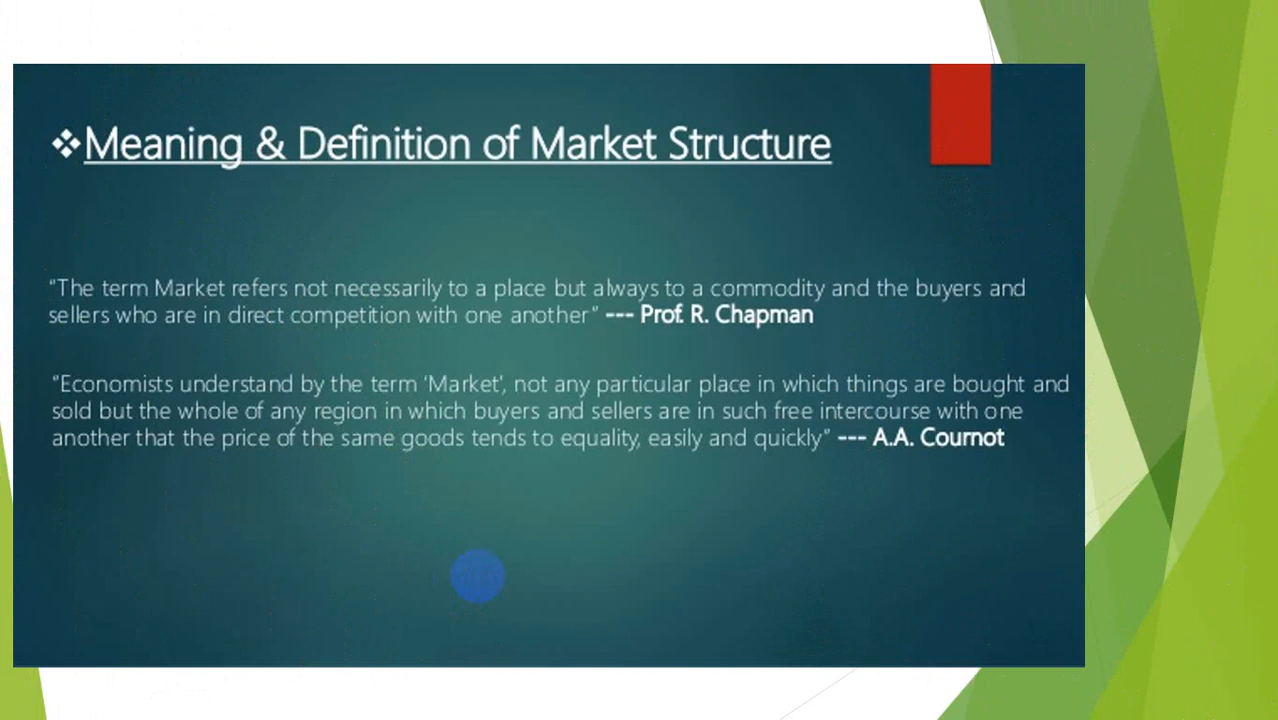 ❖Meaning & Definition of Market Structure
"The term Market refers not necessarily to a place but always to a commodity and the buyers and
sellers who are in direct competition with one another" --- Prof. R. Chapman
"Economists understand by the term 'Market', not any particular place in which things are bought and
sold but the whole of any region in which buyers and sellers are in such free intercourse with one
another that the price of the same goods tends to equality, easily and quickly" --- A.A. Cournot